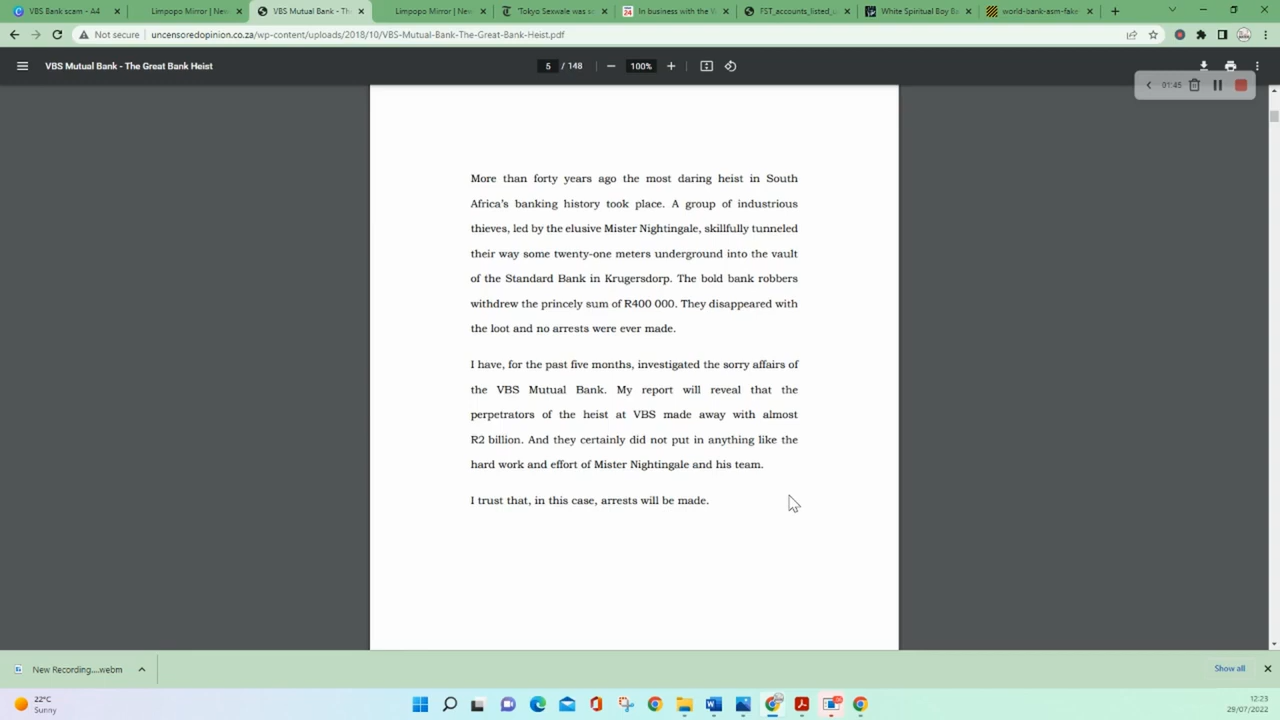 VBS Bank scam - A4
Limpopo Mirror | Nev
VBS Mutual Bank - Th
Limpopo Mirror | Nev
Tokyo Sexwale was sc
In business with the V
FST_accounts_listed_u
White Spiritual Boy B
world-bank-asm-fake
Not secure | uncensoredopinion.co.za/wp-content/uploads/2018/10/VBS-Mutual-Bank-The-Great-Bank-Heist.pdf
VBS Mutual Bank - The Great Bank Heist
5 / 148
100%
01:45
More than forty years ago the most daring heist in South
Africa's banking history took place. A group of industrious
thieves, led by the elusive Mister Nightingale, skillfully tunneled
their way some twenty-one meters underground into the vault
of the Standard Bank in Krugersdorp. The bold bank robbers
withdrew the princely sum of R400 000. They disappeared with
the loot and no arrests were ever made.
I have, for the past five months, investigated the sorry affairs of
the VBS Mutual Bank. My report will reveal that the
perpetrators of the heist at VBS made away with almost
R2 billion. And they certainly did not put in anything like the
hard work and effort of Mister Nightingale and his team.
I trust that, in this case, arrests will be made.
New Recording....webm
Show all
22°C
Sunny
12:23
29/07/2022